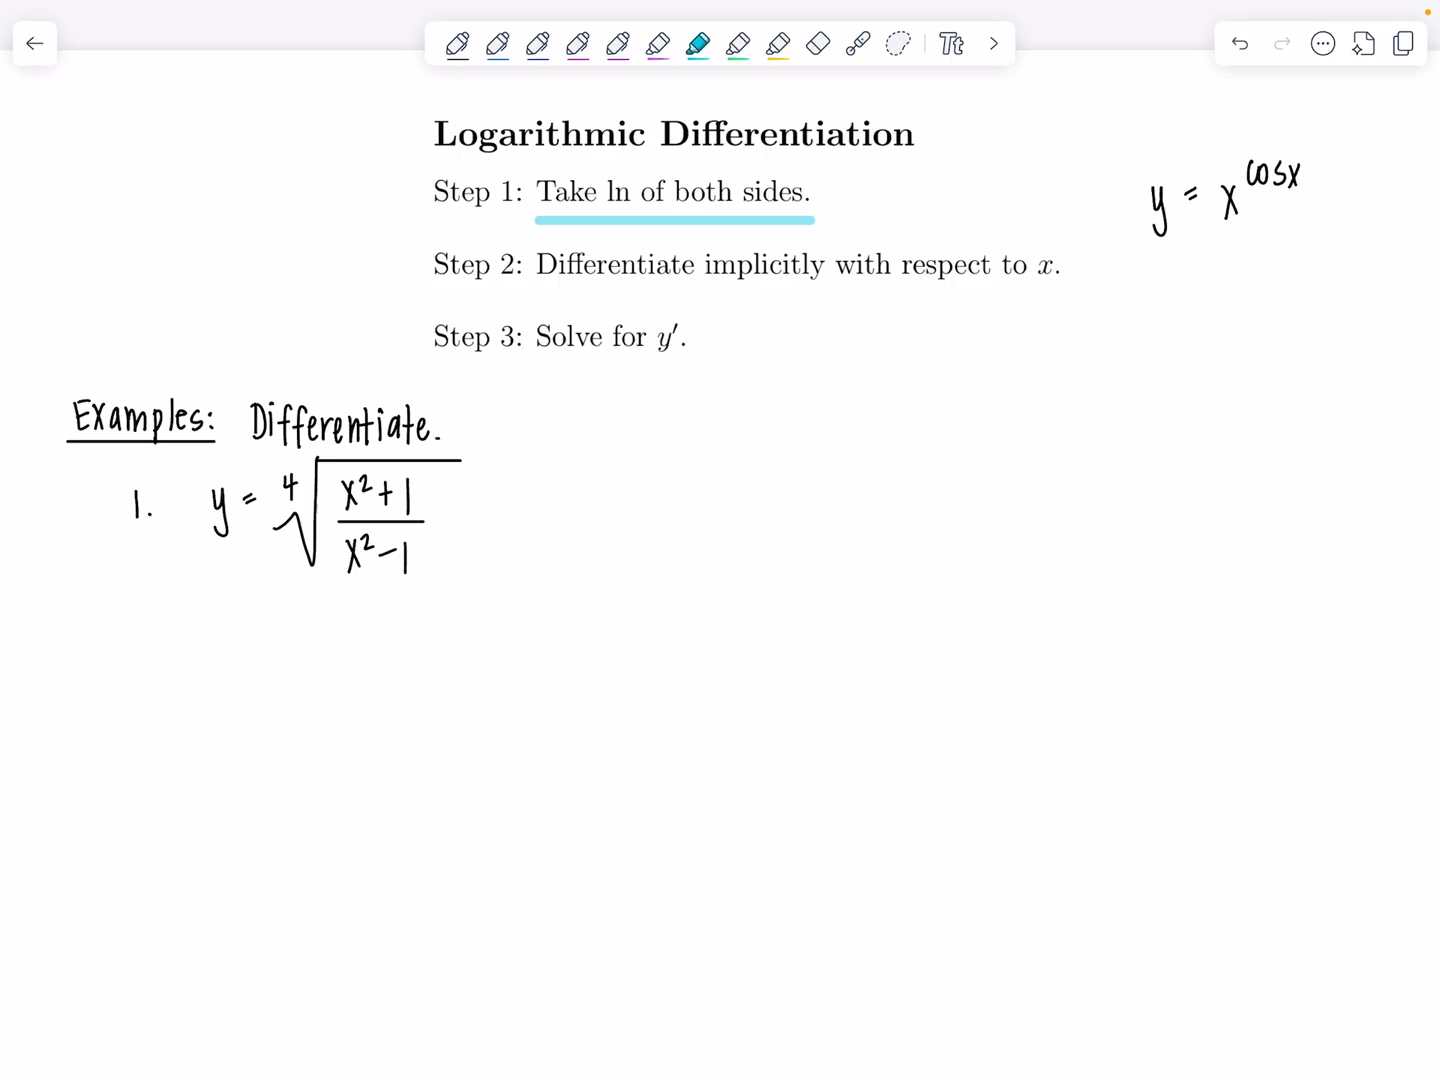 Tt
Logarithmic Differentiation
Step 1: Take ln of both sides.
y = x^cosx
Step 2: Differentiate implicitly with respect to x.
Step 3: Solve for y′.
Examples: Differentiate.
1. y = ⁴√((x²+1)/(x²−1))